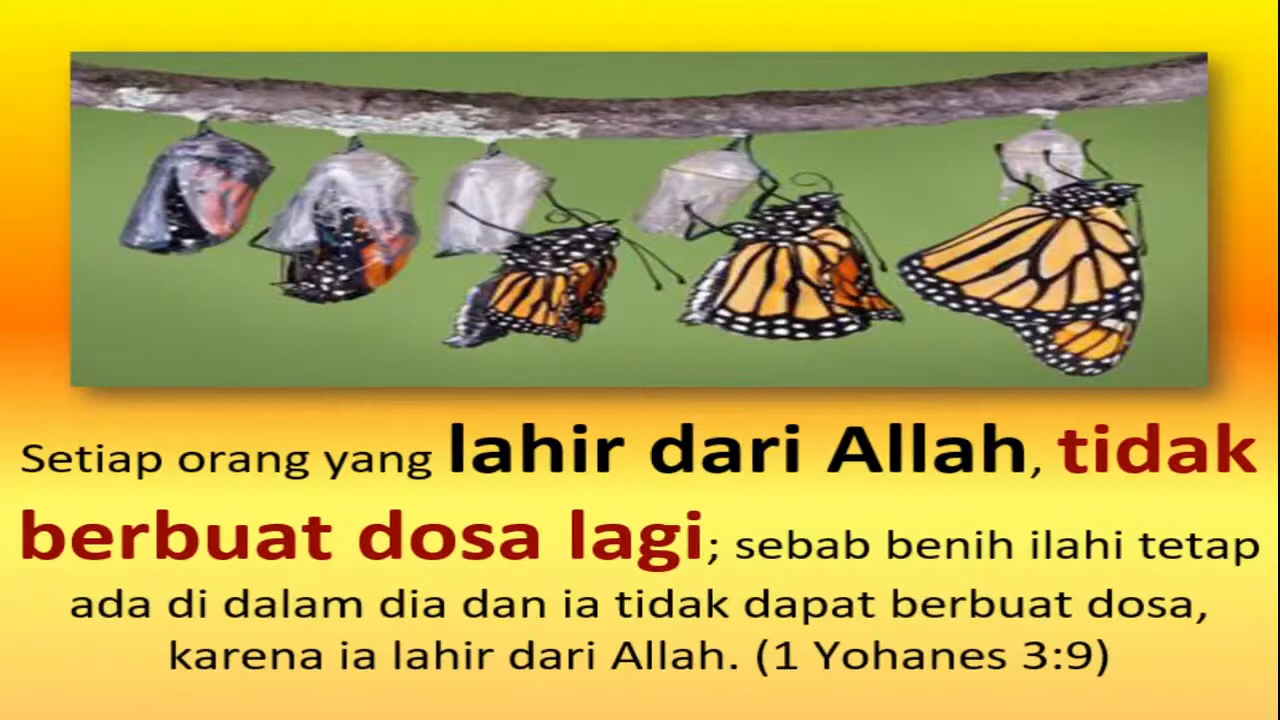 Setiap orang yang lahir dari Allah, tidak
berbuat dosa lagi; sebab benih ilahi tetap
ada di dalam dia dan ia tidak dapat berbuat dosa,
karena ia lahir dari Allah. (1 Yohanes 3:9)